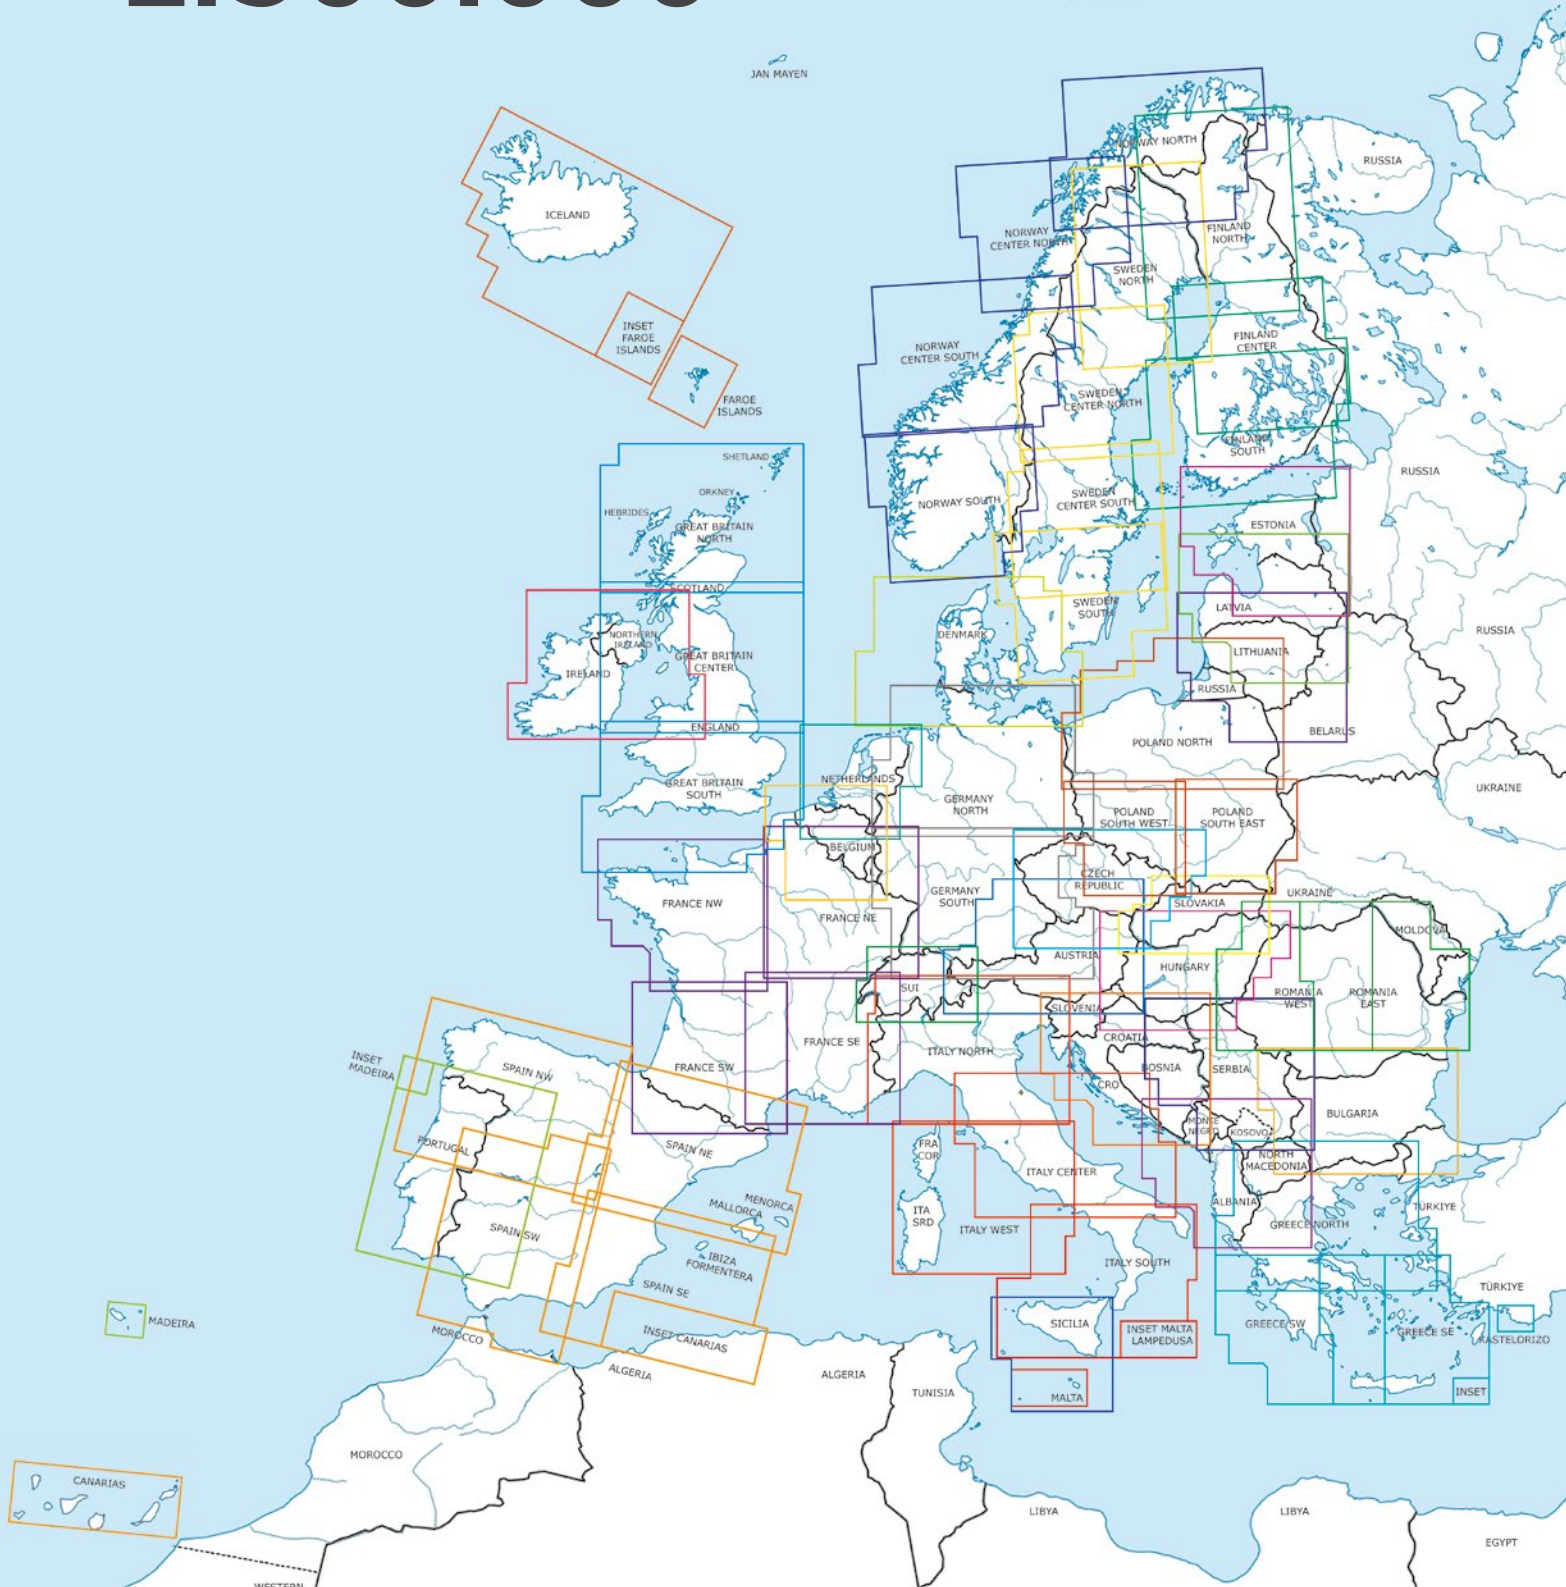 JAN MAYEN
NORWAY NORTH
RUSSIA
ICELAND
NORWAY
CENTER NORTH
FINLAND
NORTH
SWEDEN
NORTH
INSET
FAROE
ISLANDS
NORWAY
CENTER SOUTH
FINLAND
CENTER
FAROE
ISLANDS
SWEDEN
CENTER NORTH
FINLAND
SOUTH
SHETLAND
RUSSIA
ORKNEY
HEBRIDES
NORWAY SOUTH
SWEDEN
CENTER SOUTH
GREAT BRITAIN
NORTH
ESTONIA
SCOTLAND
SWEDEN
SOUTH
LATVIA
NORTHERN
IRELAND
DENMARK
RUSSIA
GREAT BRITAIN
CENTER
LITHUANIA
IRELAND
RUSSIA
ENGLAND
BELARUS
POLAND NORTH
NETHERLANDS
GREAT BRITAIN
SOUTH
UKRAINE
GERMANY
NORTH
POLAND
SOUTH WEST
POLAND
SOUTH EAST
BELGIUM
CZECH
REPUBLIC
GERMANY
SOUTH
UKRAINE
FRANCE NW
SLOVAKIA
FRANCE NE
MOLDOVA
AUSTRIA
HUNGARY
SUI
ROMANIA
WEST
ROMANIA
EAST
SLOVENIA
CROATIA
FRANCE SE
ITALY NORTH
INSET
MADEIRA
SPAIN NW
FRANCE SW
BOSNIA
SERBIA
CRO
BULGARIA
MONTE
NEGRO
KOSOVO
PORTUGAL
SPAIN NE
FRA
COR
NORTH
MACEDONIA
ITALY CENTER
MENORCA
MALLORCA
ALBANIA
TÜRKIYE
ITA
SRD
ITALY WEST
GREECE NORTH
SPAIN SW
IBIZA
FORMENTERA
ITALY SOUTH
SPAIN SE
TÜRKIYE
MADEIRA
SICILIA
GREECE SW
INSET MALTA
LAMPEDUSA
GREECE SE
MOROCCO
INSET CANARIAS
KASTELORIZO
ALGERIA
ALGERIA
TUNISIA
MALTA
INSET
MOROCCO
CANARIAS
LIBYA
LIBYA
EGYPT